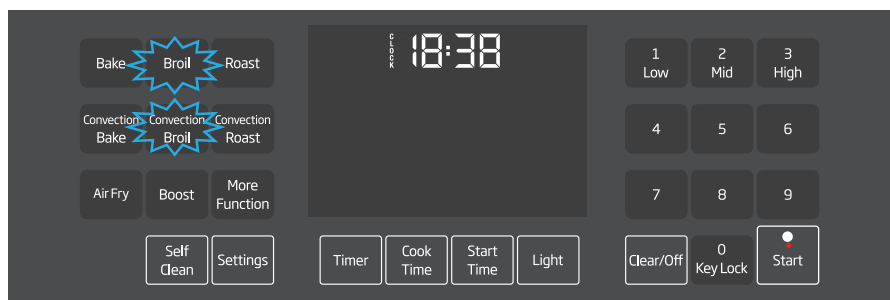 Bake
Broil
Roast
Convection
Bake
Convection
Broil
Convection
Roast
Air Fry
Boost
More
Function
Self
Clean
Settings
CLOCK
18:38
Timer
Cook
Time
Start
Time
Light
1
Low
2
Mid
3
High
4
5
6
7
8
9
Clear/Off
0
Key Lock
Start